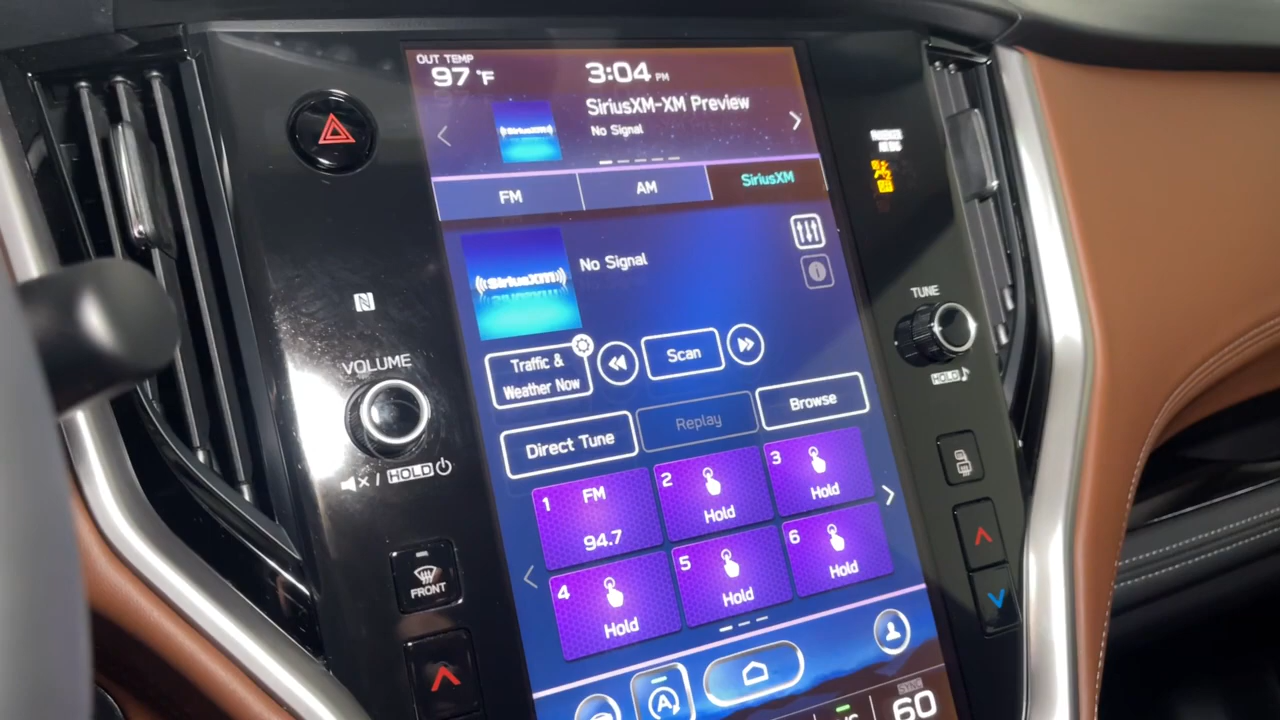 OUT TEMP
97 °F
3:04 PM
SiriusXM-XM Preview
No Signal
FM
AM
SiriusXM
No Signal
((SiriusXM))
Traffic &
Weather Now
Scan
Direct Tune
Replay
Browse
1
FM
94.7
2
Hold
3
Hold
4
Hold
5
Hold
6
Hold
VOLUME
/ HOLD
FRONT
TUNE
HOLD
A
SYNC
60